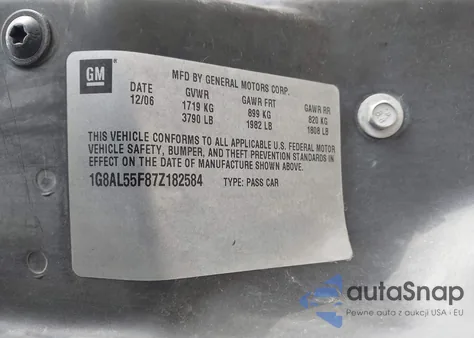 GM
MFD BY GENERAL MOTORS CORP.
DATE GVWR GAWR FRT GAWR RR
12/06 1719 KG 899 KG 820 KG
3790 LB 1982 LB 1808 LB
THIS VEHICLE CONFORMS TO ALL APPLICABLE U.S. FEDERAL MOTOR
VEHICLE SAFETY, BUMPER, AND THEFT PREVENTION STANDARDS IN
EFFECT ON THE DATE OF MANUFACTURE SHOWN ABOVE.
1G8AL55F87Z182584 TYPE: PASS CAR
autoSnap
Pewne auta z aukcji USA - EU